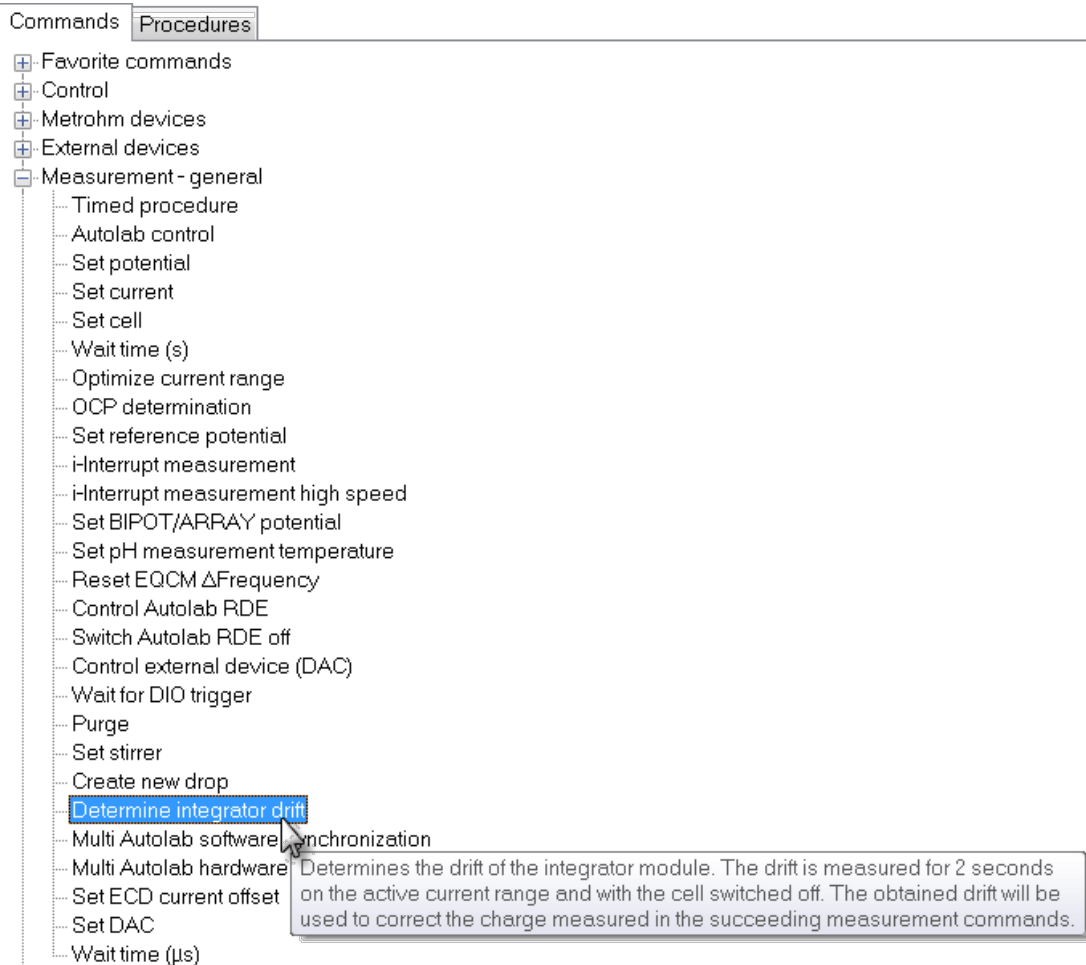 Commands Procedures
Favorite commands
Control
Metrohm devices
External devices
Measurement - general
Timed procedure
Autolab control
Set potential
Set current
Set cell
Wait time (s)
Optimize current range
OCP determination
Set reference potential
i-Interrupt measurement
i-Interrupt measurement high speed
Set BIPOT/ARRAY potential
Set pH measurement temperature
Reset EQCM ΔFrequency
Control Autolab RDE
Switch Autolab RDE off
Control external device (DAC)
Wait for DIO trigger
Purge
Set stirrer
Create new drop
Determine integrator drift
Multi Autolab software nchronization
Multi Autolab hardware
Set ECD current offset
Set DAC
Wait time (µs)
Determines the drift of the integrator module. The drift is measured for 2 seconds
on the active current range and with the cell switched off. The obtained drift will be
used to correct the charge measured in the succeeding measurement commands.